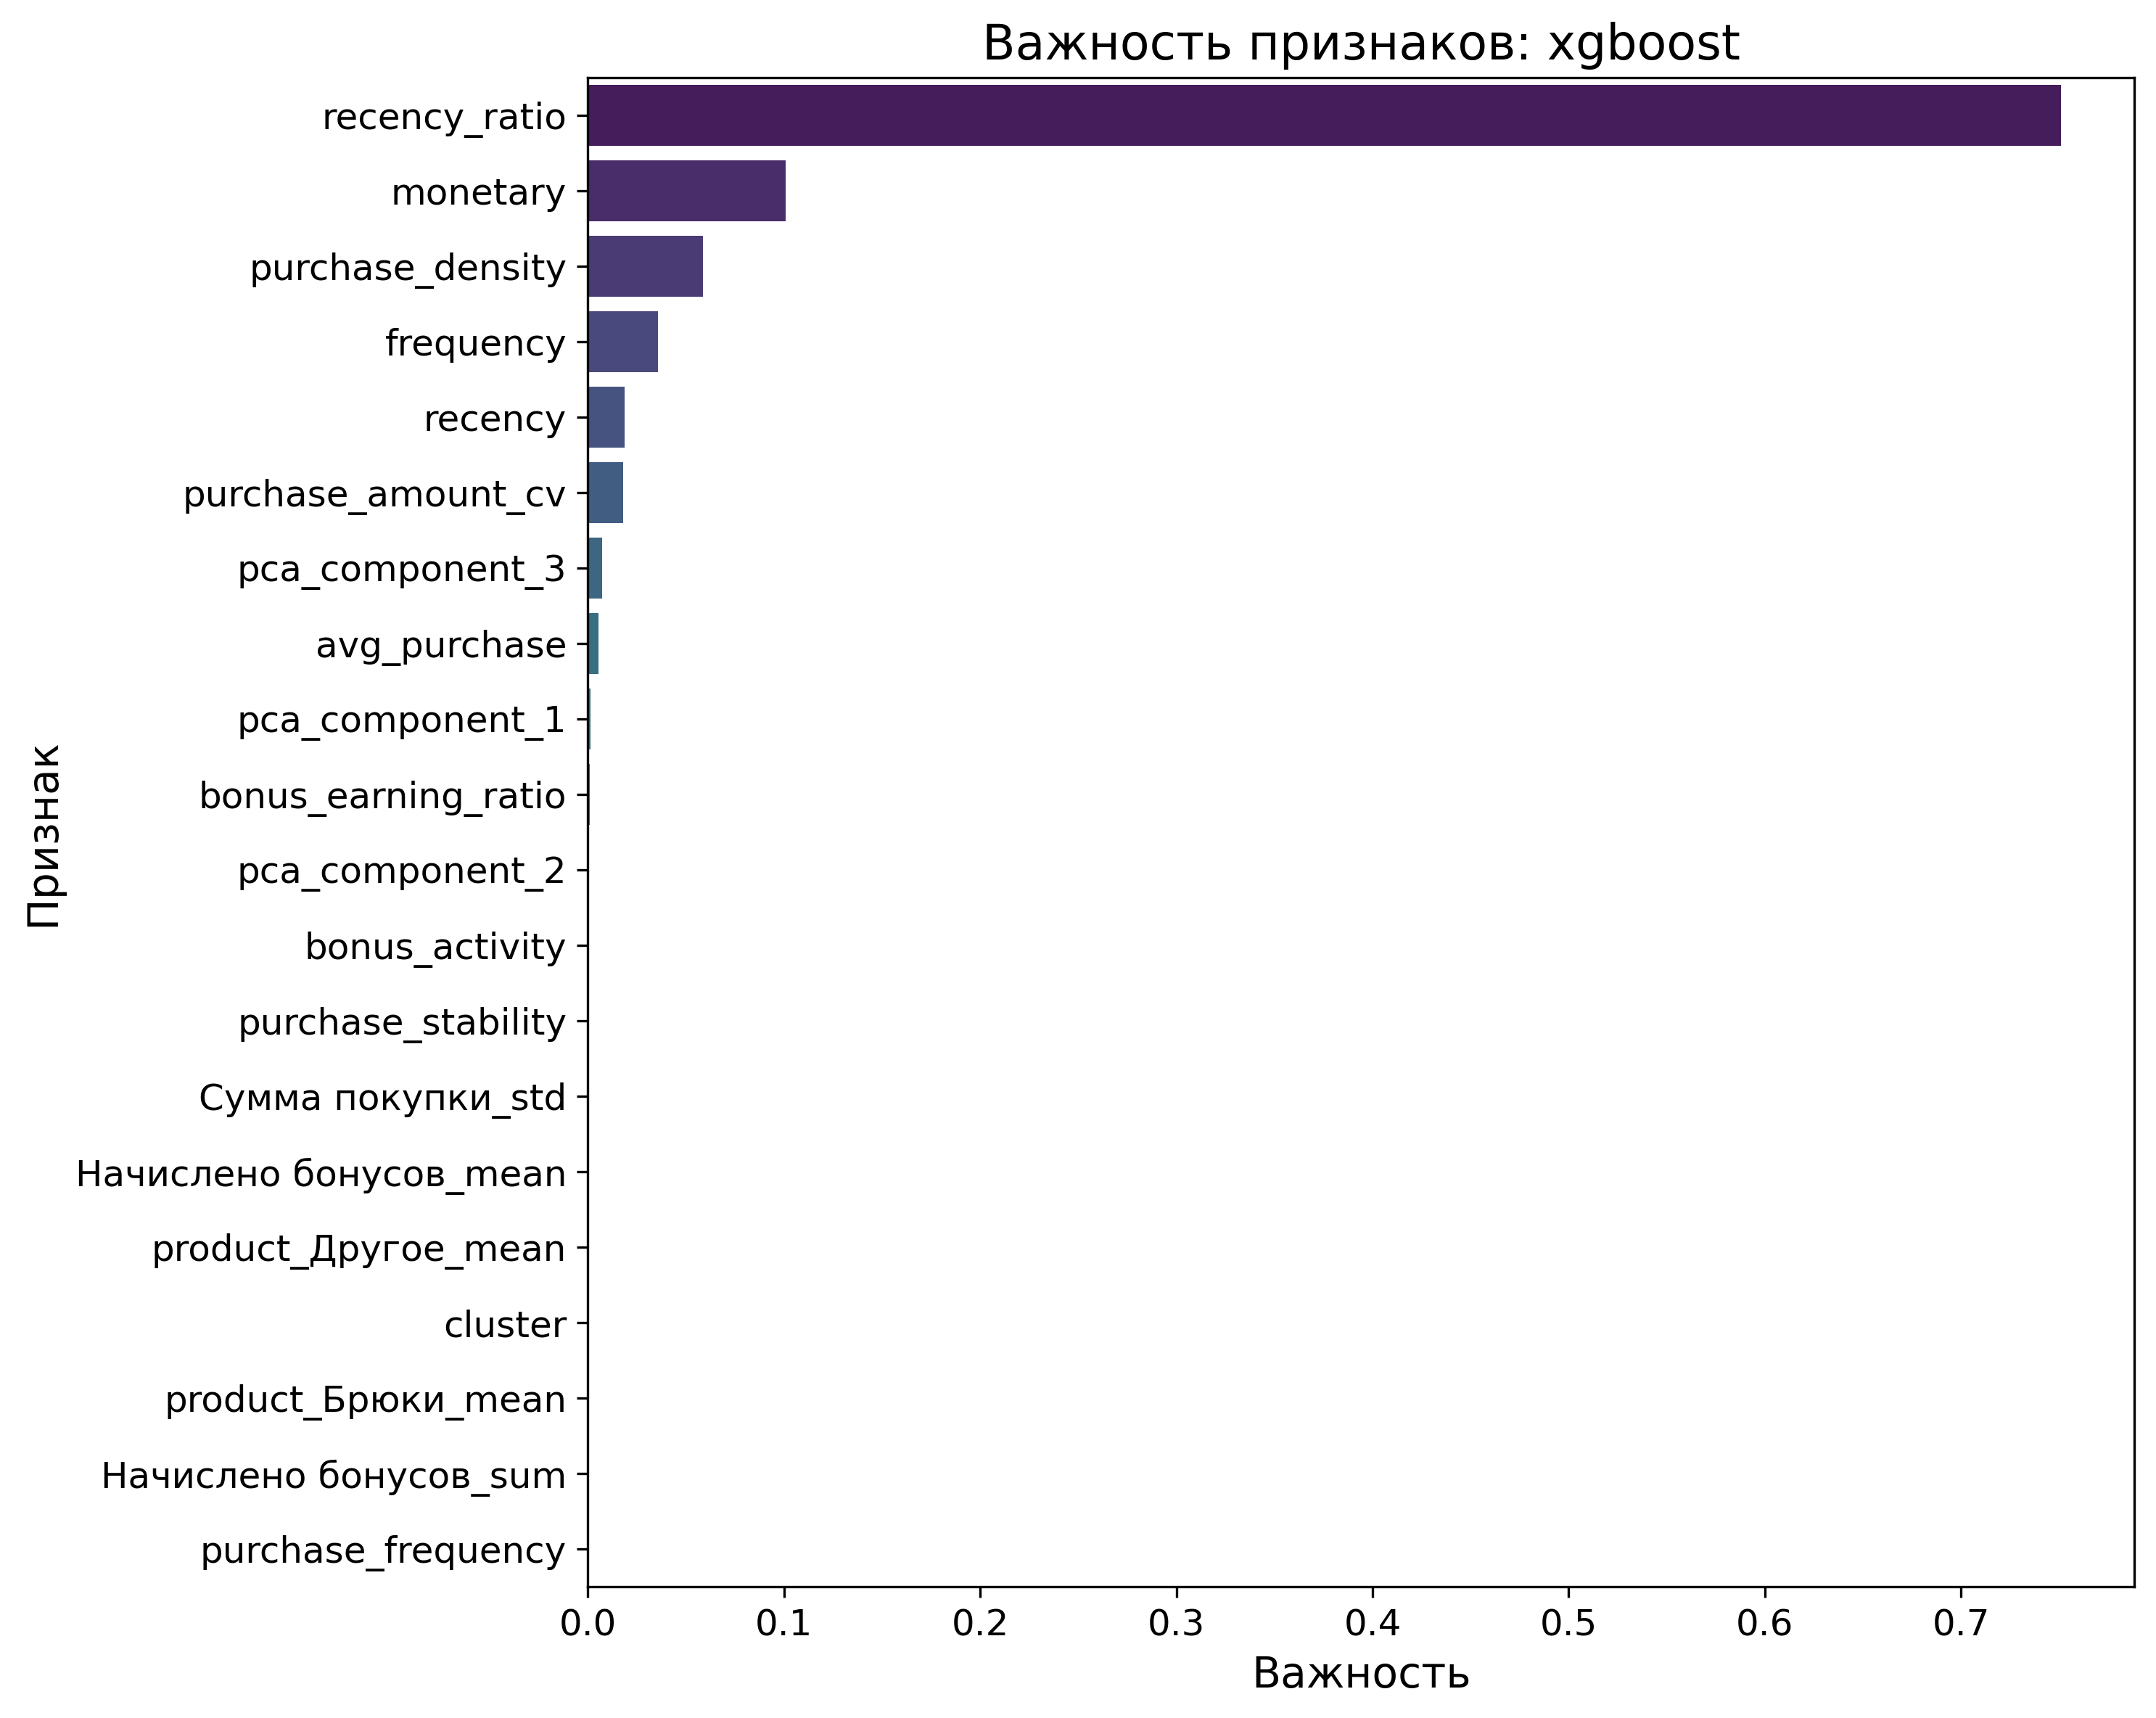 Важность признаков: xgboost
recency_ratio
monetary
purchase_density
frequency
recency
purchase_amount_cv
pca_component_3
avg_purchase
pca_component_1
bonus_earning_ratio
pca_component_2
bonus_activity
purchase_stability
Сумма покупки_std
Начислено бонусов_mean
product_Другое_mean
cluster
product_Брюки_mean
Начислено бонусов_sum
purchase_frequency
Признак
0.0 0.1 0.2 0.3 0.4 0.5 0.6 0.7
Важность